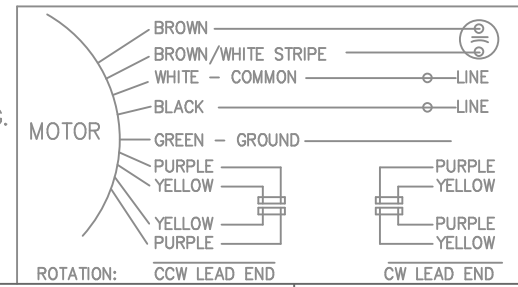 BROWN
BROWN/WHITE STRIPE
WHITE - COMMON LINE
BLACK LINE
G.
MOTOR
GREEN - GROUND
PURPLE PURPLE
YELLOW YELLOW
YELLOW PURPLE
PURPLE YELLOW
ROTATION: CCW LEAD END CW LEAD END